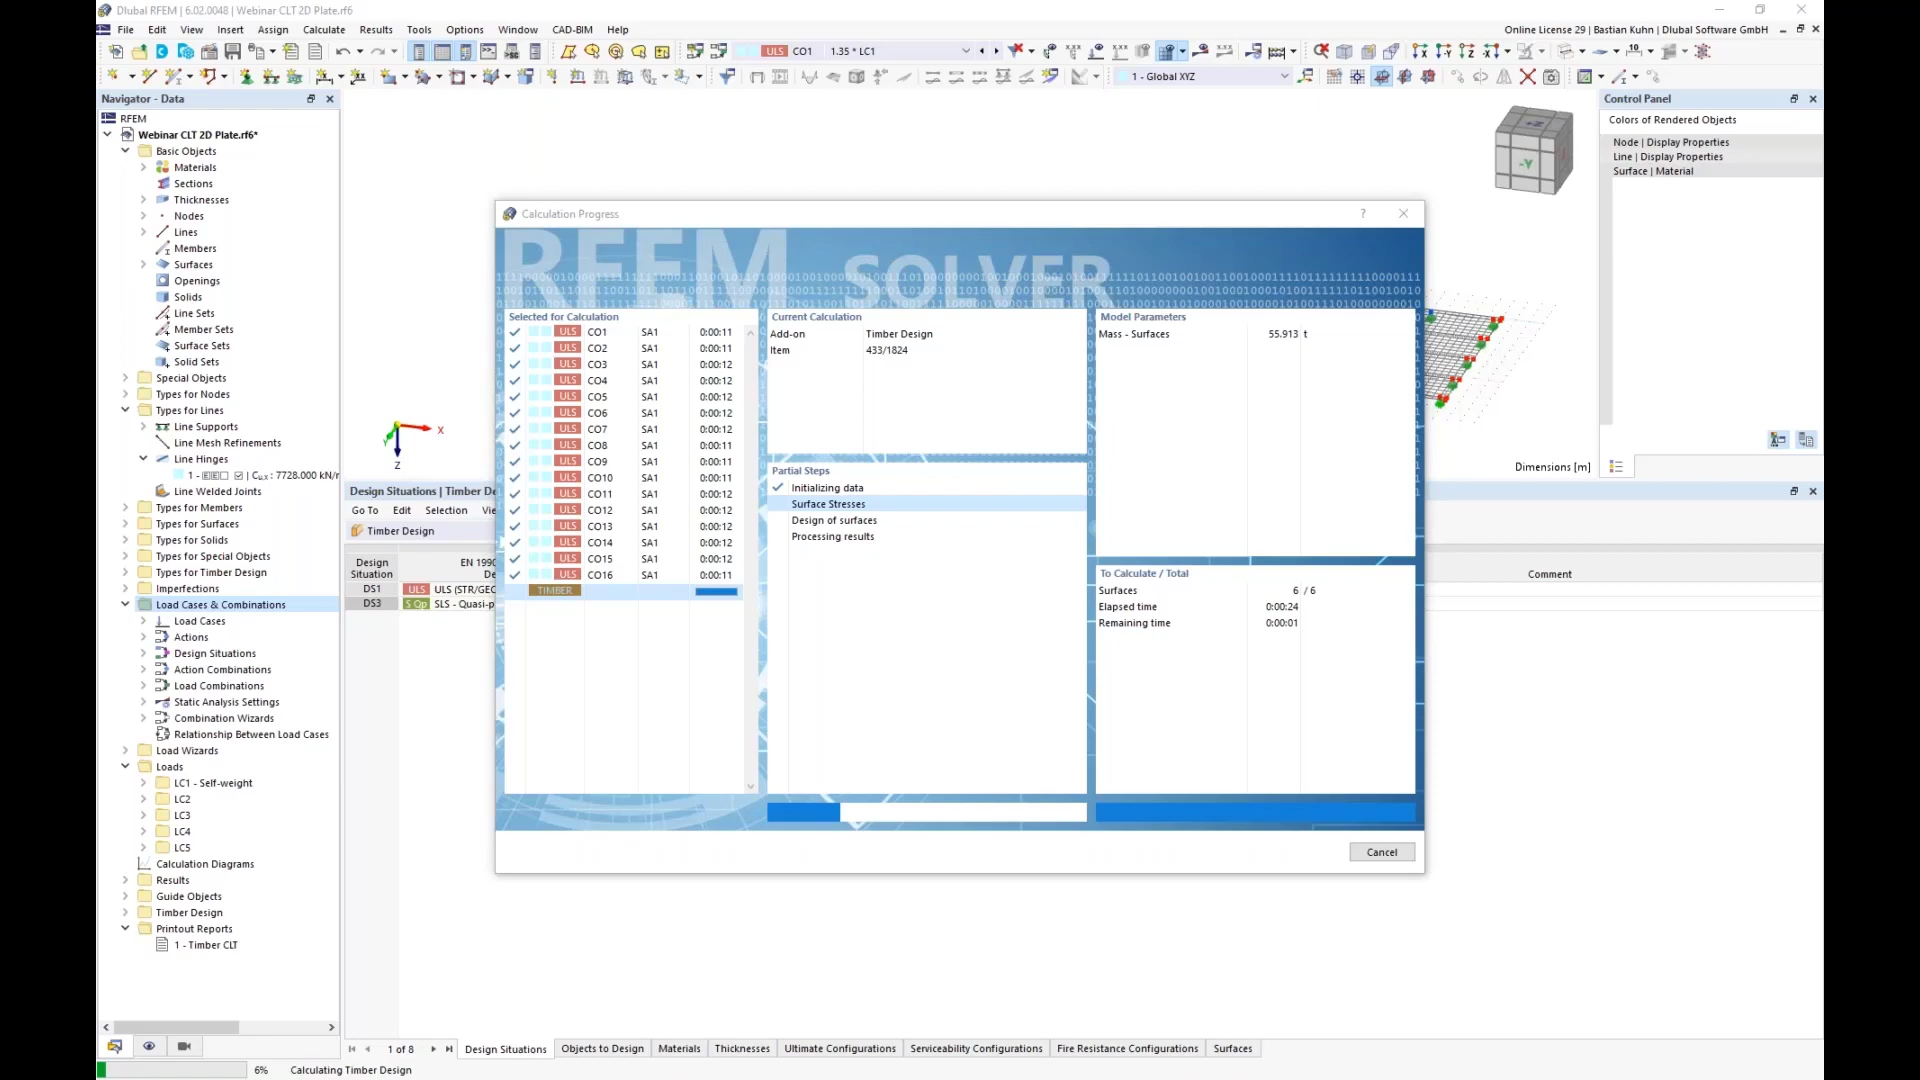 Dlubal RFEM | 6.02.0048 | Webinar CLT 2D Plate.rf6
File Edit View Insert Assign Calculate Results Tools Options Window CAD-BIM Help
Online License 29 | Bastian Kuhn | Dlubal Software GmbH
ULS CO1 1.35 * LC1
1 - Global XYZ
Navigator - Data
RFEM
Webinar CLT 2D Plate.rf6*
Basic Objects
Materials
Sections
Thicknesses
Nodes
Lines
Members
Surfaces
Openings
Solids
Line Sets
Member Sets
Surface Sets
Solid Sets
Special Objects
Types for Nodes
Types for Lines
Line Supports
Line Mesh Refinements
Line Hinges
Cu,x : 7728.000 kN/r
Line Welded Joints
Types for Members
Types for Surfaces
Types for Solids
Types for Special Objects
Types for Timber Design
Imperfections
Load Cases & Combinations
Load Cases
Actions
Design Situations
Action Combinations
Load Combinations
Static Analysis Settings
Combination Wizards
Relationship Between Load Cases
Load Wizards
Loads
LC1 - Self-weight
LC2
LC3
LC4
LC5
Calculation Diagrams
Results
Guide Objects
Timber Design
Printout Reports
1 - Timber CLT
6% Calculating Timber Design
X
Y
Z
Design Situations | Timber De
Go To Edit Selection Vie
Timber Design
Design Situation
EN 1990
De
DS1 ULS ULS (STR/GEO
DS3 S Qp SLS - Quasi-p
Comment
1 of 8 Design Situations Objects to Design Materials Thicknesses Ultimate Configurations Serviceability Configurations Fire Resistance Configurations Surfaces
Calculation Progress
RFEM SOLVER
Selected for Calculation
ULS CO1 SA1 0:00:11
ULS CO2 SA1 0:00:11
ULS CO3 SA1 0:00:12
ULS CO4 SA1 0:00:12
ULS CO5 SA1 0:00:12
ULS CO6 SA1 0:00:12
ULS CO7 SA1 0:00:12
ULS CO8 SA1 0:00:11
ULS CO9 SA1 0:00:11
ULS CO10 SA1 0:00:11
ULS CO11 SA1 0:00:12
ULS CO12 SA1 0:00:12
ULS CO13 SA1 0:00:12
ULS CO14 SA1 0:00:12
ULS CO15 SA1 0:00:12
ULS CO16 SA1 0:00:11
TIMBER
Current Calculation
Add-on Timber Design
Item 433/1824
Partial Steps
Initializing data
Surface Stresses
Design of surfaces
Processing results
Model Parameters
Mass - Surfaces 55.913 t
To Calculate / Total
Surfaces 6 / 6
Elapsed time 0:00:24
Remaining time 0:00:01
Cancel
-Y
Dimensions [m]
Control Panel
Colors of Rendered Objects
Node | Display Properties
Line | Display Properties
Surface | Material